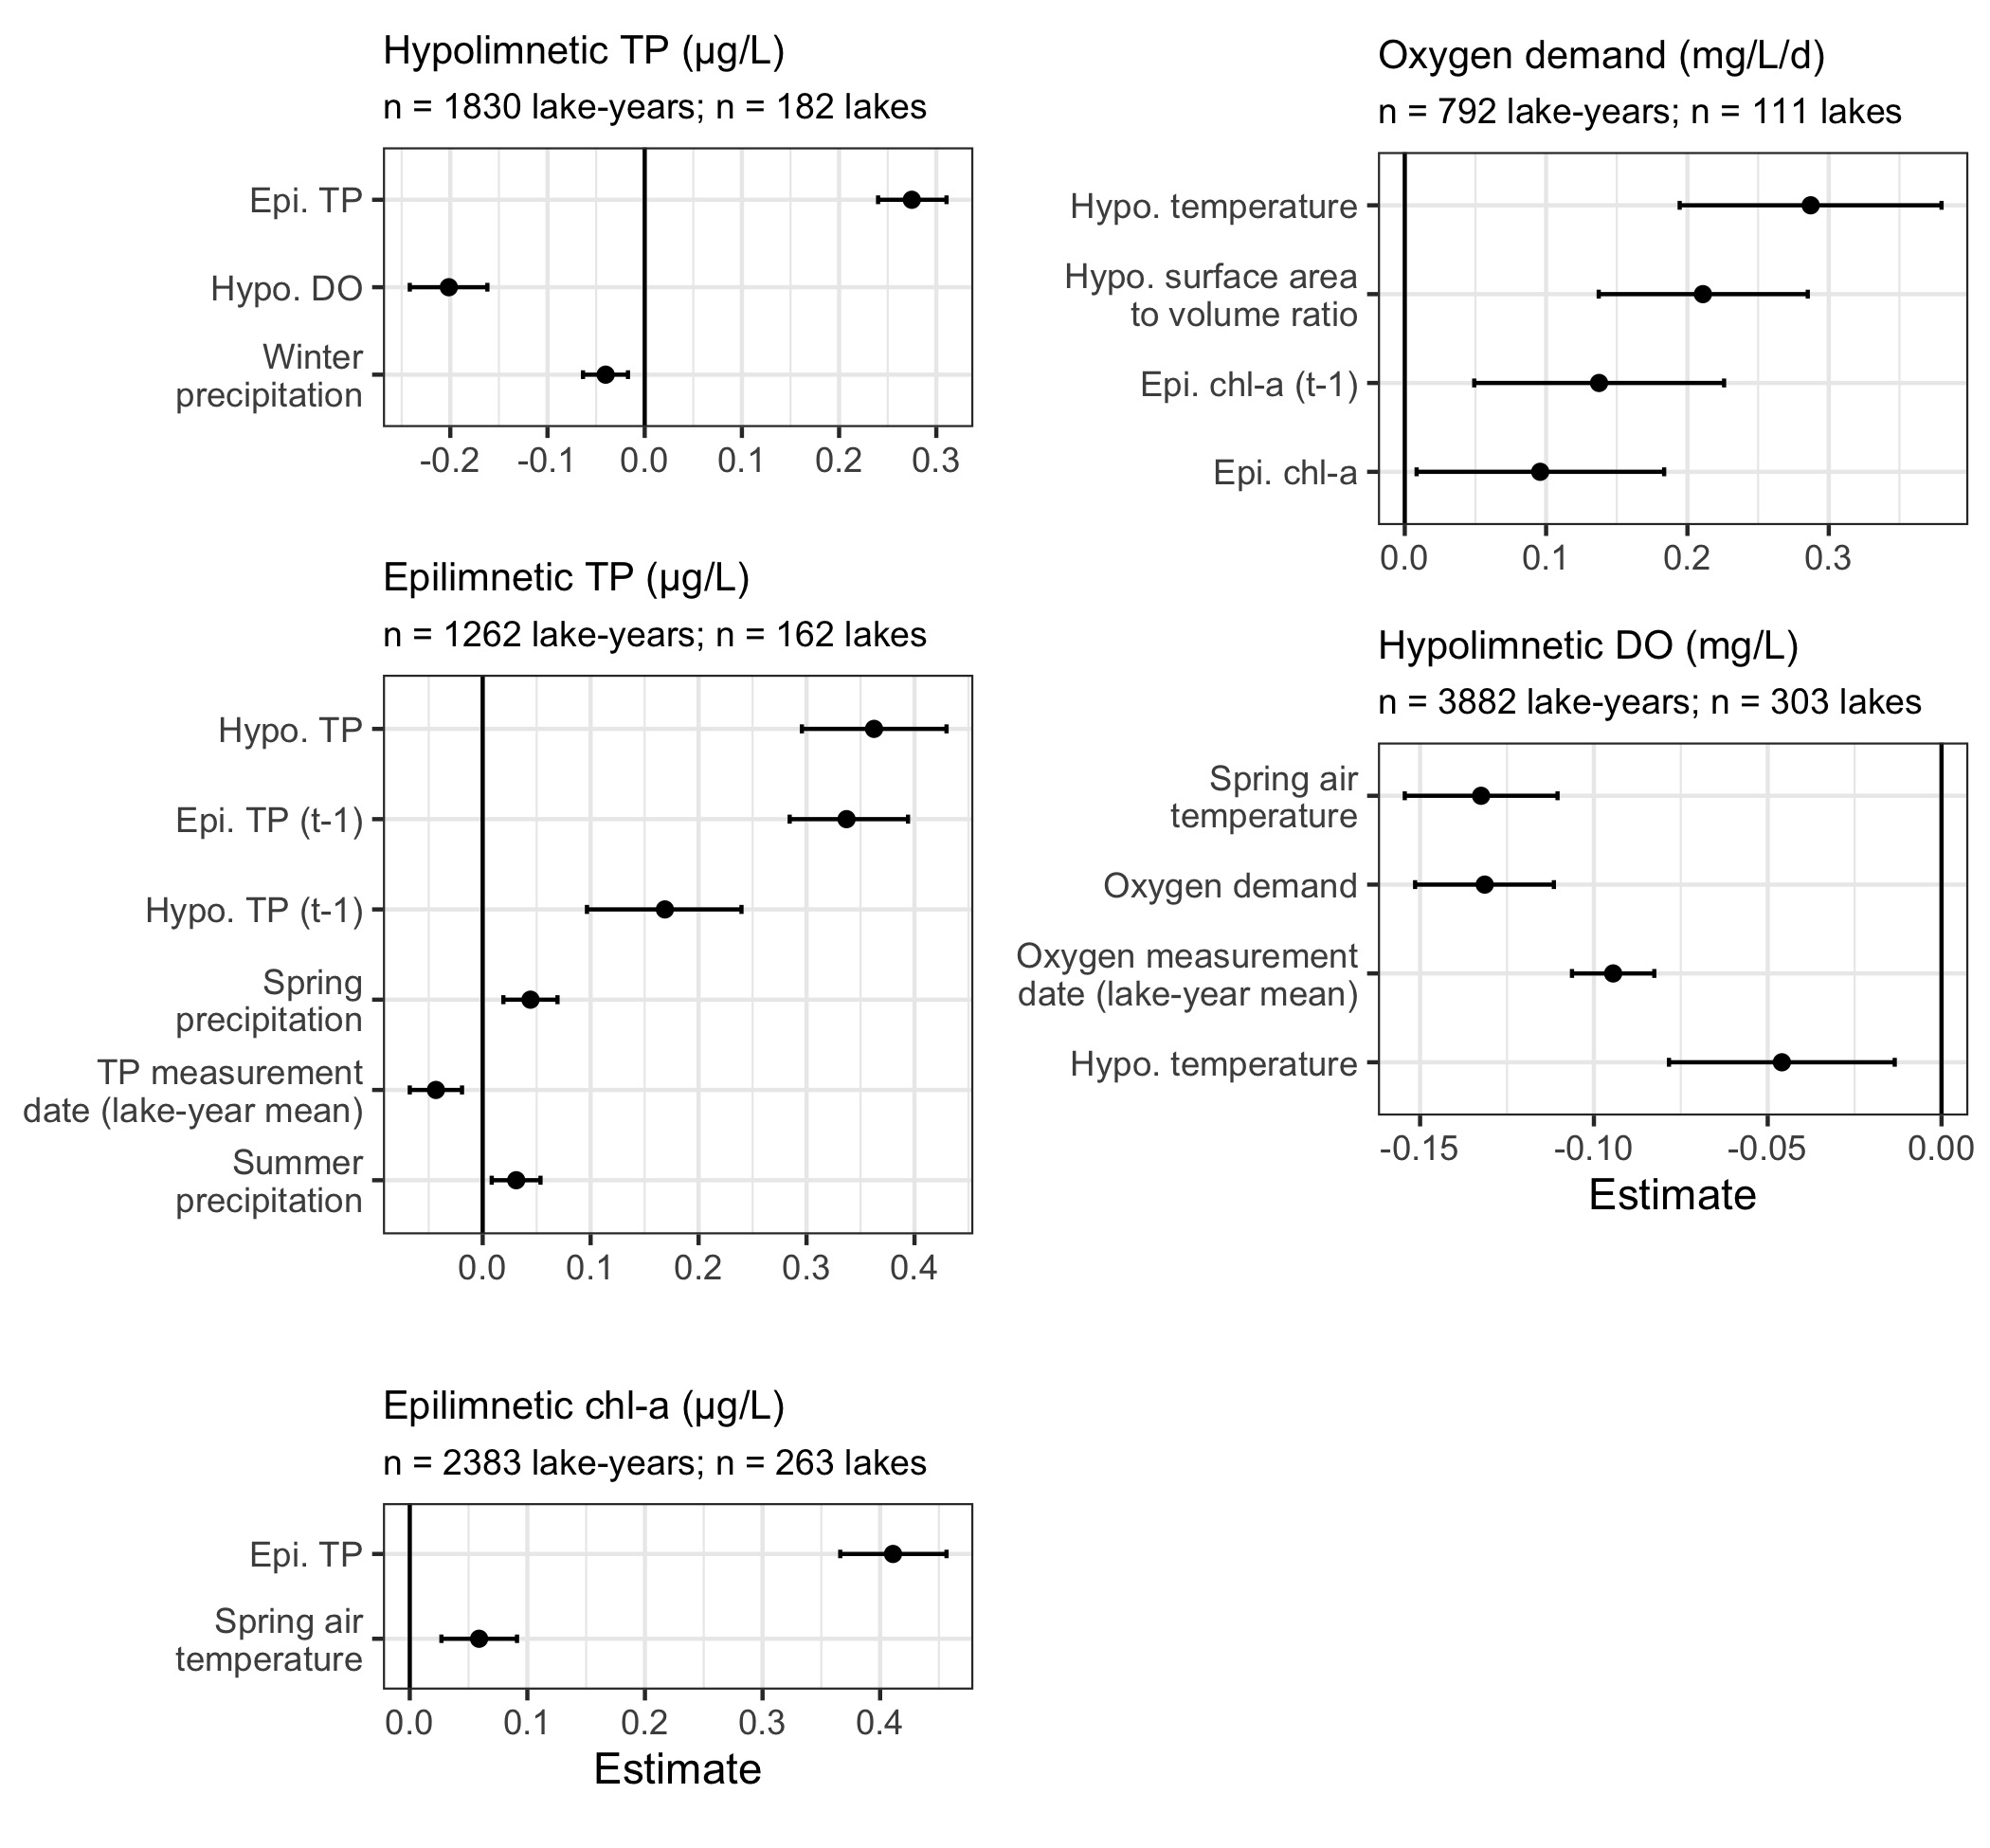 Hypolimnetic TP (µg/L)
n = 1830 lake-years; n = 182 lakes
Epi. TP
Hypo. DO
Winter
precipitation
-0.2 -0.1 0.0 0.1 0.2 0.3
Epilimnetic TP (µg/L)
n = 1262 lake-years; n = 162 lakes
Hypo. TP
Epi. TP (t-1)
Hypo. TP (t-1)
Spring
precipitation
TP measurement
date (lake-year mean)
Summer
precipitation
0.0 0.1 0.2 0.3 0.4
Epilimnetic chl-a (µg/L)
n = 2383 lake-years; n = 263 lakes
Epi. TP
Spring air
temperature
0.0 0.1 0.2 0.3 0.4
Estimate
Oxygen demand (mg/L/d)
n = 792 lake-years; n = 111 lakes
Hypo. temperature
Hypo. surface area
to volume ratio
Epi. chl-a (t-1)
Epi. chl-a
0.0 0.1 0.2 0.3
Hypolimnetic DO (mg/L)
n = 3882 lake-years; n = 303 lakes
Spring air
temperature
Oxygen demand
Oxygen measurement
date (lake-year mean)
Hypo. temperature
-0.15 -0.10 -0.05 0.00
Estimate